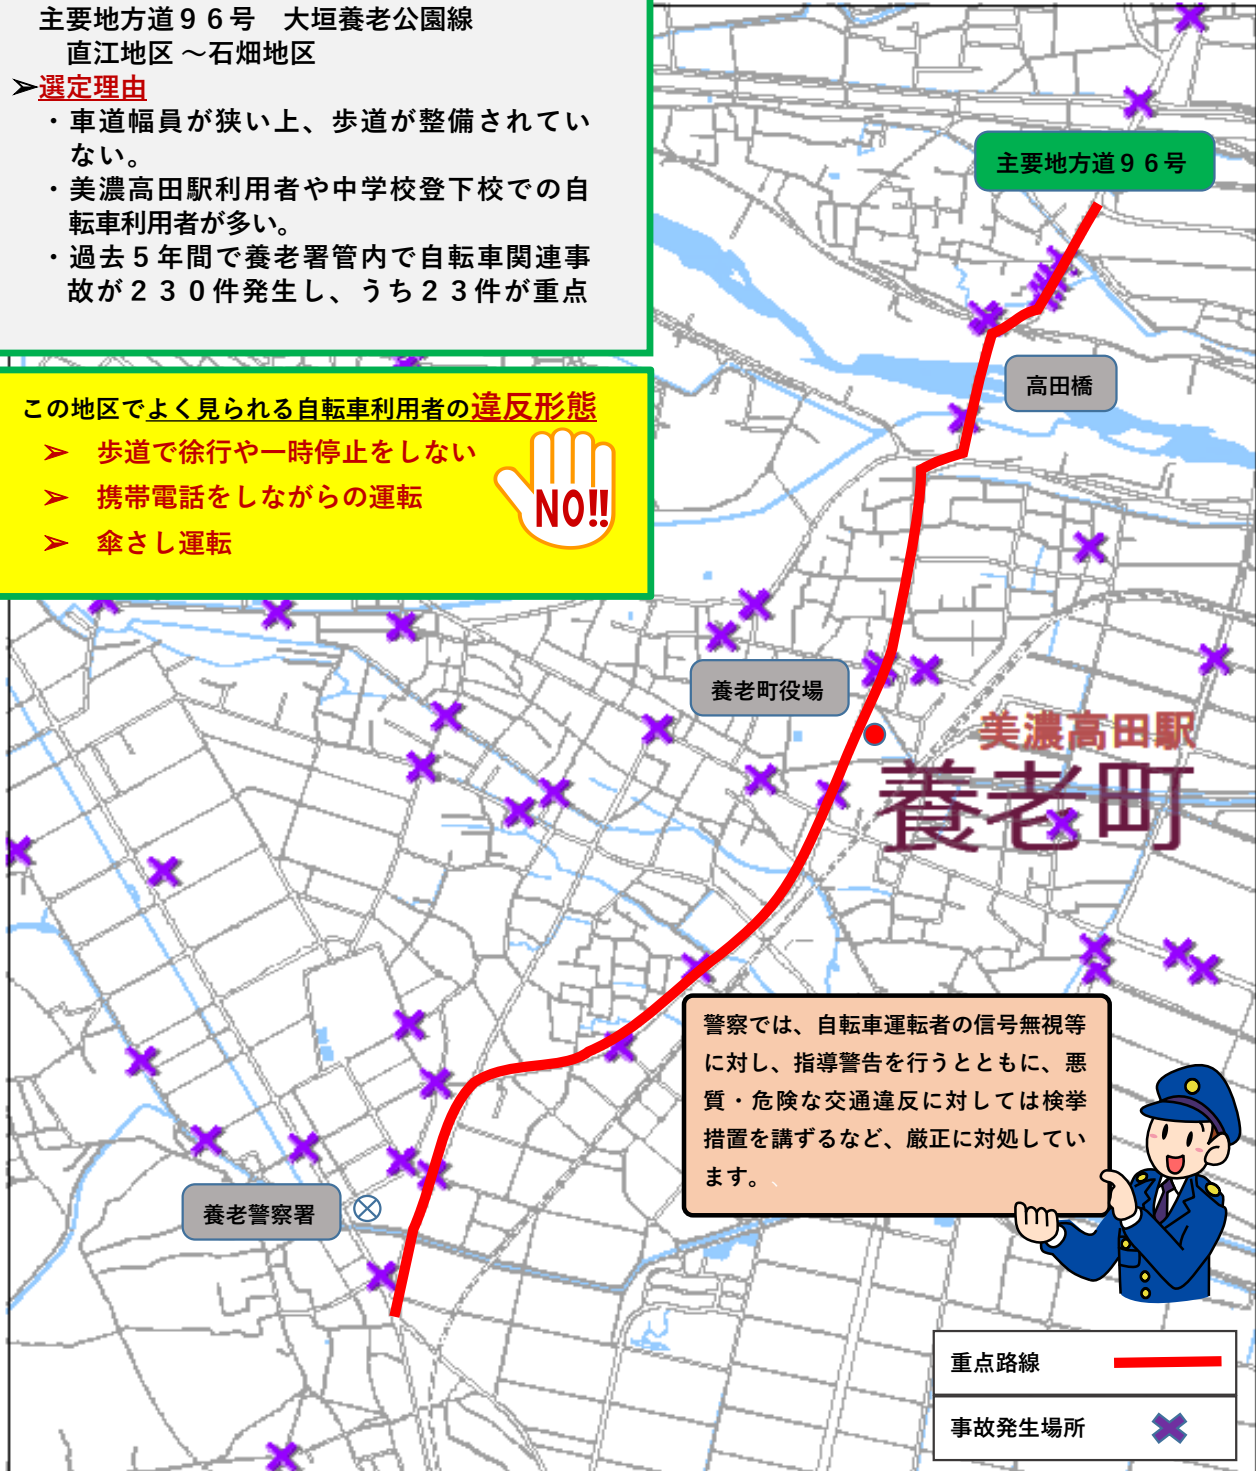 主要地方道９６号　大垣養老公園線
直江地区 ～石畑地区
➢選定理由
・車道幅員が狭い上、歩道が整備されてい
ない。
・美濃高田駅利用者や中学校登下校での自
転車利用者が多い。
・過去５年間で養老署管内で自転車関連事
故が２３０件発生し、うち２３件が重点
主要地方道９６号
高田橋
この地区でよく見られる自転車利用者の違反形態
➢ 歩道で徐行や一時停止をしない
➢ 携帯電話をしながらの運転
➢ 傘さし運転
NO!!
養老町役場
美濃高田駅
養老町
警察では、自転車運転者の信号無視等
に対し、指導警告を行うとともに、悪
質・危険な交通違反に対しては検挙
措置を講ずるなど、厳正に対処してい
ます。、
養老警察署
重点路線
事故発生場所